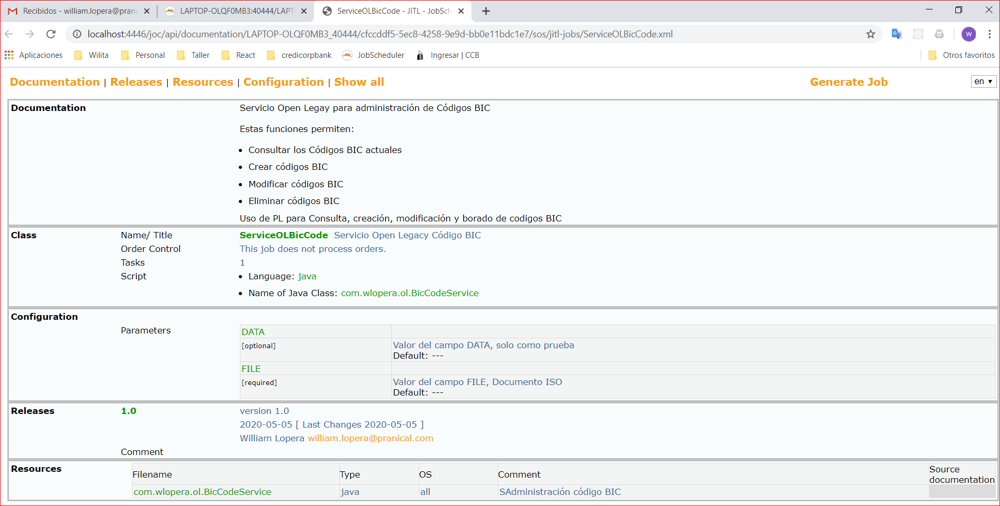 Recibidos - william.lopera@prani
LAPTOP-OLQF0MB3:40444/LAPT
ServiceOLBicCode - JITL - JobSch
localhost:4446/joc/api/documentation/LAPTOP-OLQF0MB3_40444/cfccddf5-5ec8-4258-9e9d-bb0e11bdc1e7/sos/jitl-jobs/ServiceOLBicCode.xml
W
Aplicaciones Wilita Personal Taller React credicorpbank JobScheduler Ingresar | CCB Otros favoritos
Documentation | Releases | Resources | Configuration | Show all Generate Job en
Documentation Servicio Open Legay para administración de Códigos BIC
Estas funciones permiten:
• Consultar los Códigos BIC actuales
• Crear códigos BIC
• Modificar códigos BIC
• Eliminar códigos BIC
Uso de PL para Consulta, creación, modificación y borado de codigos BIC
Class Name/ Title ServiceOLBicCode Servicio Open Legacy Código BIC
Order Control This job does not process orders.
Tasks 1
Script • Language: java
• Name of Java Class: com.wlopera.ol.BicCodeService
Configuration
Parameters DATA
[optional] Valor del campo DATA, solo como prueba
Default: ---
FILE
[required] Valor del campo FILE, Documento ISO
Default: ---
Releases 1.0 version 1.0
2020-05-05 [ Last Changes 2020-05-05 ]
William Lopera william.lopera@pranical.com
Comment
Resources Filename Type OS Comment Source documentation
com.wlopera.ol.BicCodeService java all SAdministración código BIC